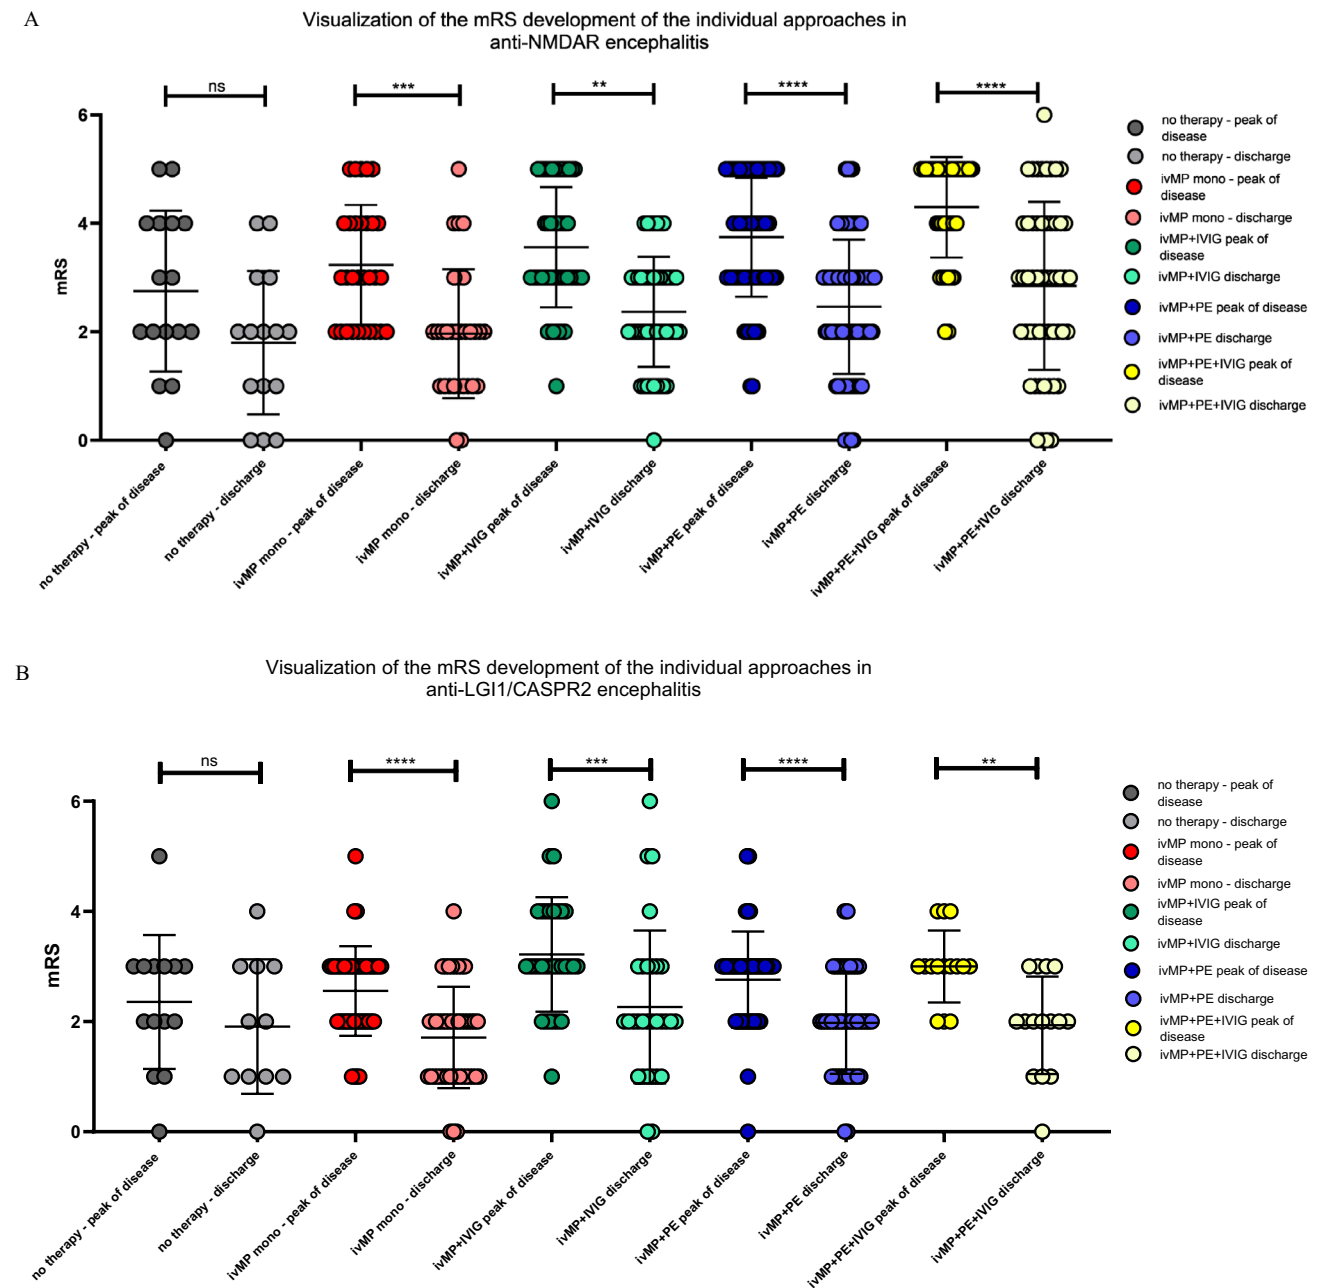 A
Visualization of the mRS development of the individual approaches in
anti-NMDAR encephalitis
ns
***
**
****
****
6
4
2
0
mRS
no therapy - peak of disease
no therapy - discharge
ivMP mono - peak of disease
ivMP mono - discharge
ivMP+IVIG peak of disease
ivMP+IVIG discharge
ivMP+PE peak of disease
ivMP+PE discharge
ivMP+PE+IVIG peak of disease
ivMP+PE+IVIG discharge
no therapy - peak of
disease
no therapy - discharge
ivMP mono - peak of
disease
ivMP mono - discharge
ivMP+IVIG peak of
disease
ivMP+IVIG discharge
ivMP+PE peak of disease
ivMP+PE discharge
ivMP+PE+IVIG peak of
disease
ivMP+PE+IVIG discharge
B
Visualization of the mRS development of the individual approaches in
anti-LGI1/CASPR2 encephalitis
ns
****
***
****
**
6
4
2
0
mRS
no therapy - peak of disease
no therapy - discharge
ivMP mono - peak of disease
ivMP mono - discharge
ivMP+IVIG peak of disease
ivMP+IVIG discharge
ivMP+PE peak of disease
ivMP+PE discharge
ivMP+PE+IVIG peak of disease
ivMP+PE+IVIG discharge
no therapy - peak of
disease
no therapy - discharge
ivMP mono - peak of
disease
ivMP mono - discharge
ivMP+IVIG peak of
disease
ivMP+IVIG discharge
ivMP+PE peak of disease
ivMP+PE discharge
ivMP+PE+IVIG peak of
disease
ivMP+PE+IVIG discharge